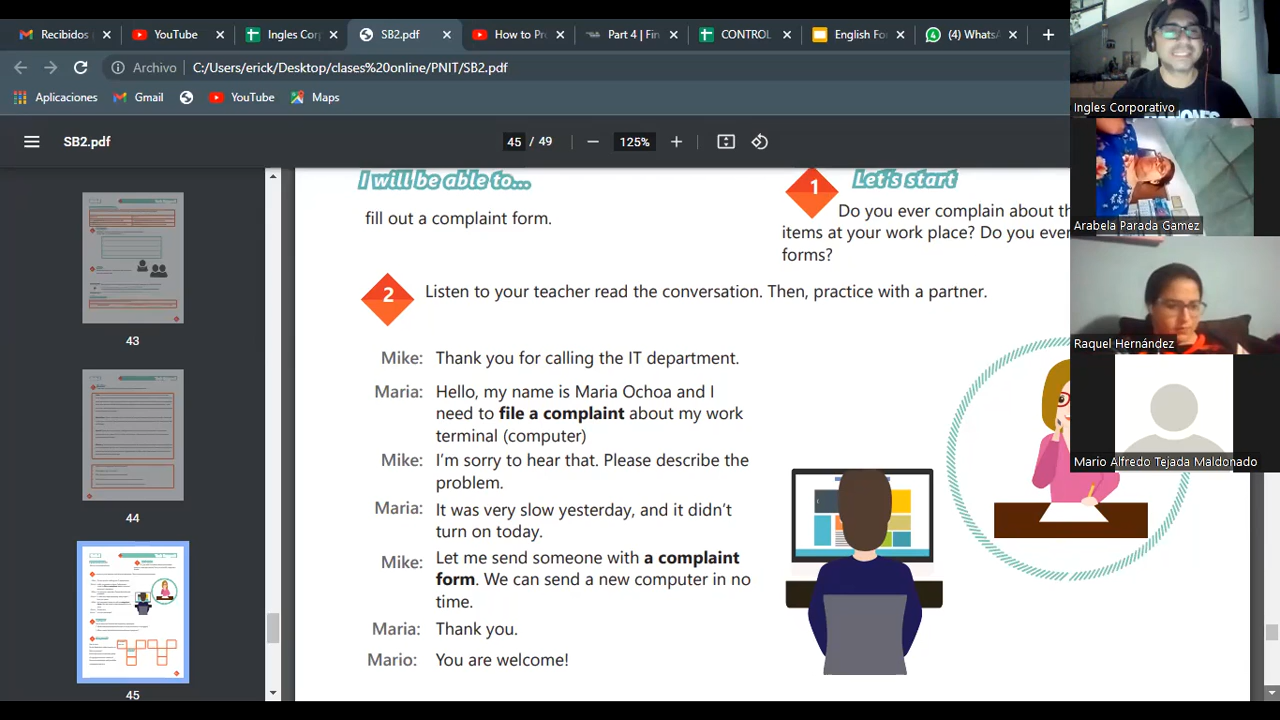 Recibidos
YouTube
Ingles Cor
SB2.pdf
How to Pr
Part 4 | Fin
CONTROL
English Fo
(4) Whats
Archivo
C:/Users/erick/Desktop/clases%20online/PNIT/SB2.pdf
Aplicaciones
Gmail
YouTube
Maps
SB2.pdf
45 / 49
125%
43
44
45
I will be able to...
fill out a complaint form.
1
Let's start
Do you ever complain about
items at your work place? Do you ever
forms?
2
Listen to your teacher read the conversation. Then, practice with a partner.
Mike: Thank you for calling the IT department.
Maria: Hello, my name is Maria Ochoa and I
need to file a complaint about my work
terminal (computer)
Mike: I'm sorry to hear that. Please describe the
problem.
Maria: It was very slow yesterday, and it didn't
turn on today.
Mike: Let me send someone with a complaint
form. We can send a new computer in no
time.
Maria: Thank you.
Mario: You are welcome!
Ingles Corporativo
Arabela Parada Gamez
Raquel Hernández
Mario Alfredo Tejada Maldonado